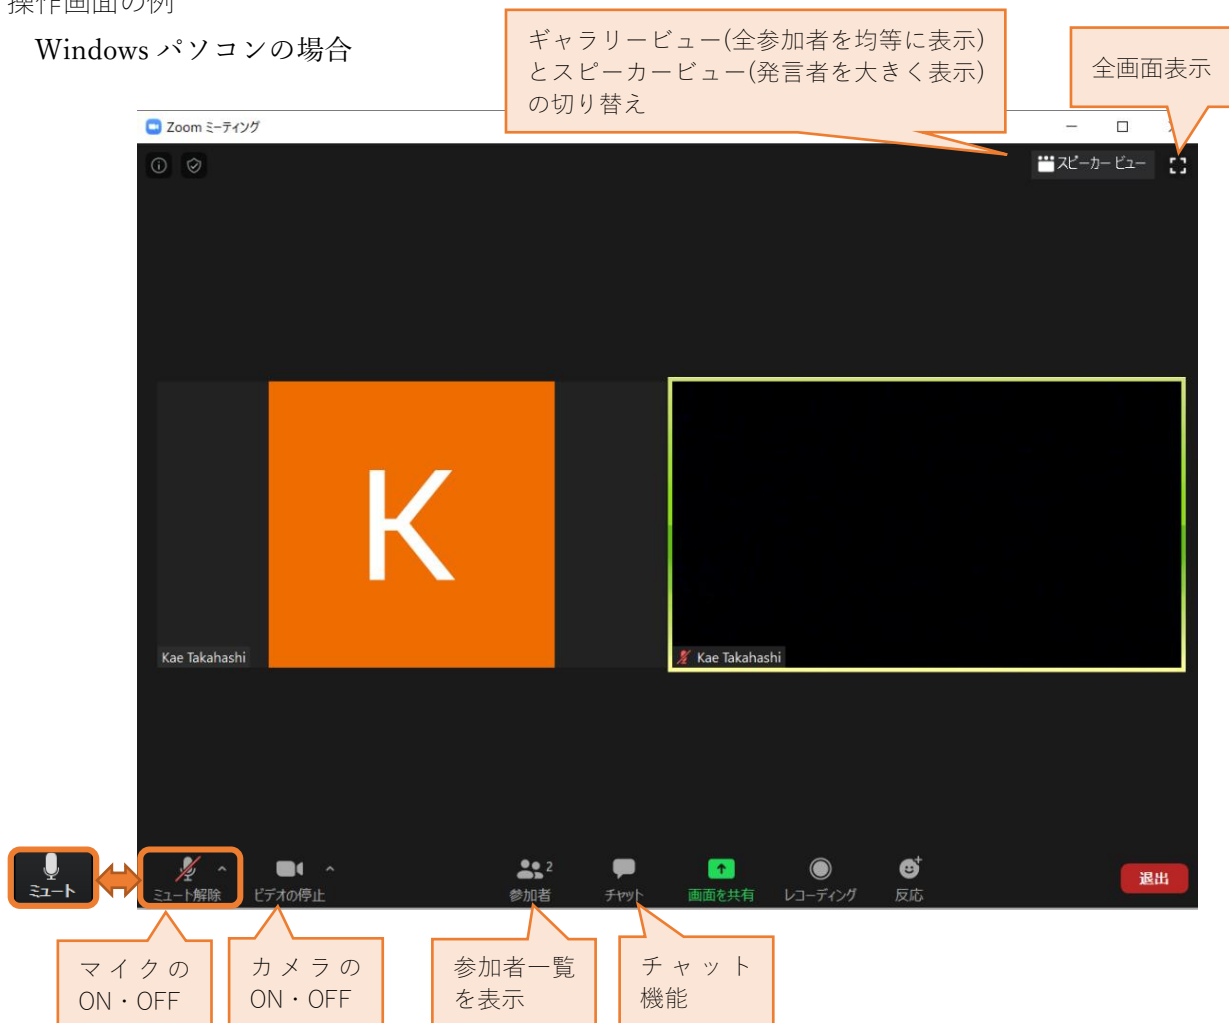 操作画面の例
Windows パソコンの場合
ギャラリービュー(全参加者を均等に表示)
とスピーカービュー(発言者を大きく表示)
の切り替え
全画面表示
Zoom ミーティング
スピーカー ビュー
K
Kae Takahashi
Kae Takahashi
ミュート
ミュート解除
ビデオの停止
2
参加者
チャット
画面を共有
レコーディング
反応
退出
マイクの
ON・OFF
カメラの
ON・OFF
参加者一覧
を表示
チャット
機能